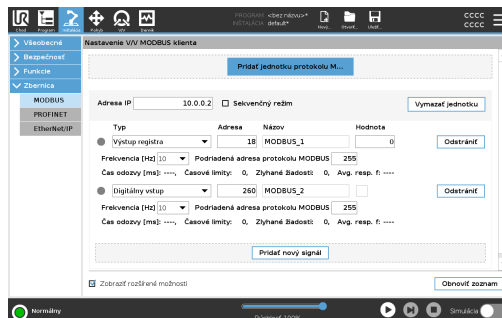 PROGRAM <bez názvu>*
INŠTALÁCIA default*
Chod Program Inštalácia Pohyb V/V Denník Nový... Otvoriť... Uložiť...
CCCC
CCCC
Všeobecné
Bezpečnosť
Funkcie
Zbernica
MODBUS
PROFINET
EtherNet/IP
Nastavenie V/V MODBUS klienta
Pridať jednotku protokolu M...
Adresa IP 10.0.0.2 Sekvenčný režim Vymazať jednotku
Typ Adresa Názov Hodnota
Výstup registra 18 MODBUS_1 0 Odstrániť
Frekvencia [Hz] 10 Podriadená adresa protokolu MODBUS 255
Čas odozvy [ms]: ----, Časové limity: 0, Zlyhané žiadosti: 0, Avg. resp. f: ----
Digitálny vstup 260 MODBUS_2 Odstrániť
Frekvencia [Hz] 10 Podriadená adresa protokolu MODBUS 255
Čas odozvy [ms]: ----, Časové limity: 0, Zlyhané žiadosti: 0, Avg. resp. f: ----
Pridať nový signál
Zobraziť rozšírené možnosti Obnoviť zoznam
Normálny
100%
Simulácia